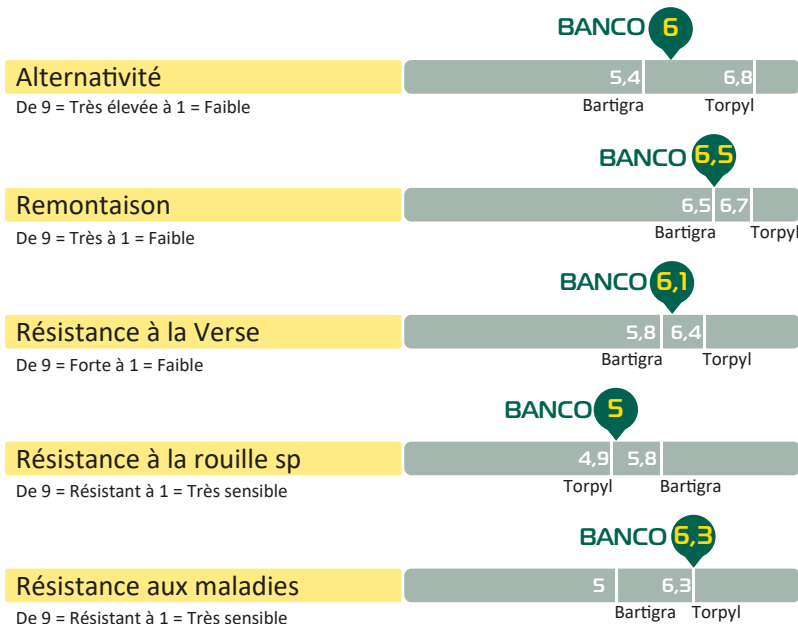 BANCO 6
Alternativité 5,4 6,8
De 9 = Très élevée à 1 = Faible Bartigra Torpyl
BANCO 6,5
Remontaison 6,5 6,7
De 9 = Très à 1 = Faible Bartigra Torpyl
BANCO 6,1
Résistance à la Verse 5,8 6,4
De 9 = Forte à 1 = Faible Bartigra Torpyl
BANCO 5
Résistance à la rouille sp 4,9 5,8
De 9 = Résistant à 1 = Très sensible Torpyl Bartigra
BANCO 6,3
Résistance aux maladies 5 6,3
De 9 = Résistant à 1 = Très sensible Bartigra Torpyl